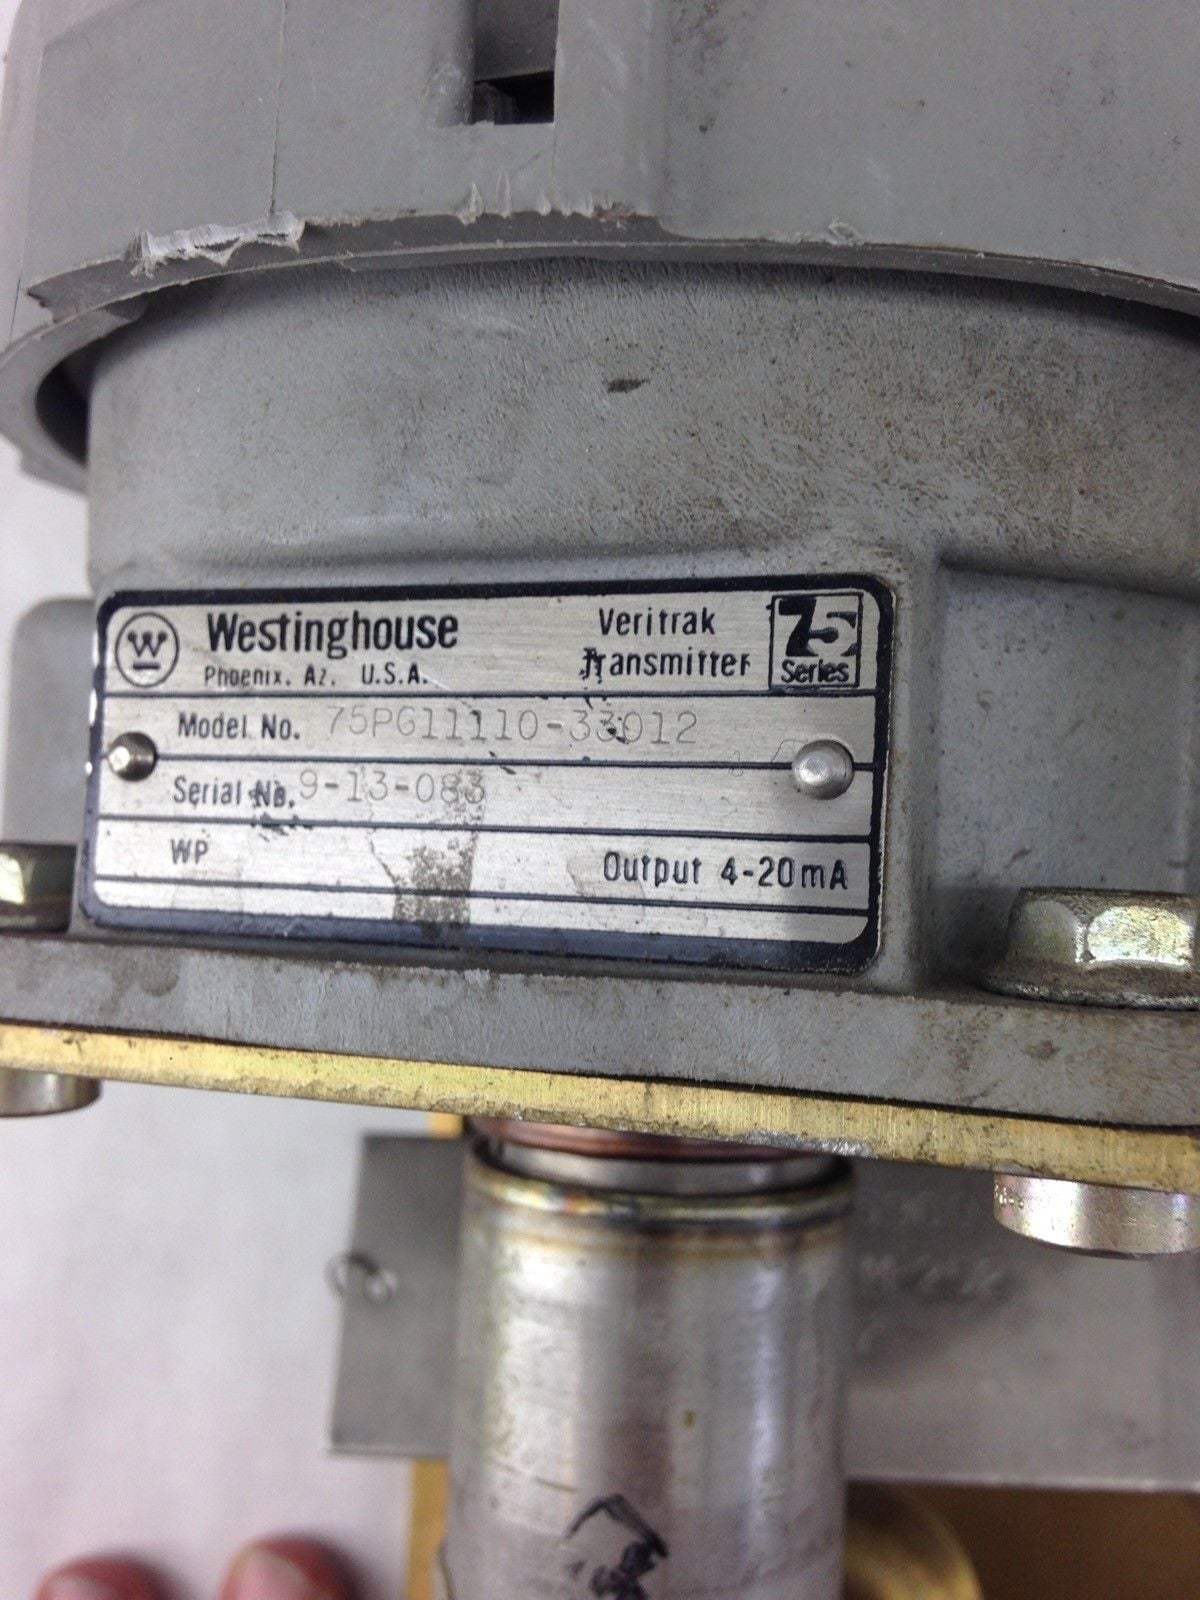 W Westinghouse Veritrak 75
Phoenix, Az. U.S.A. Transmitter Series
Model No. 75PG11110-33012
Serial No. 9-13-083
WP Output 4-20mA